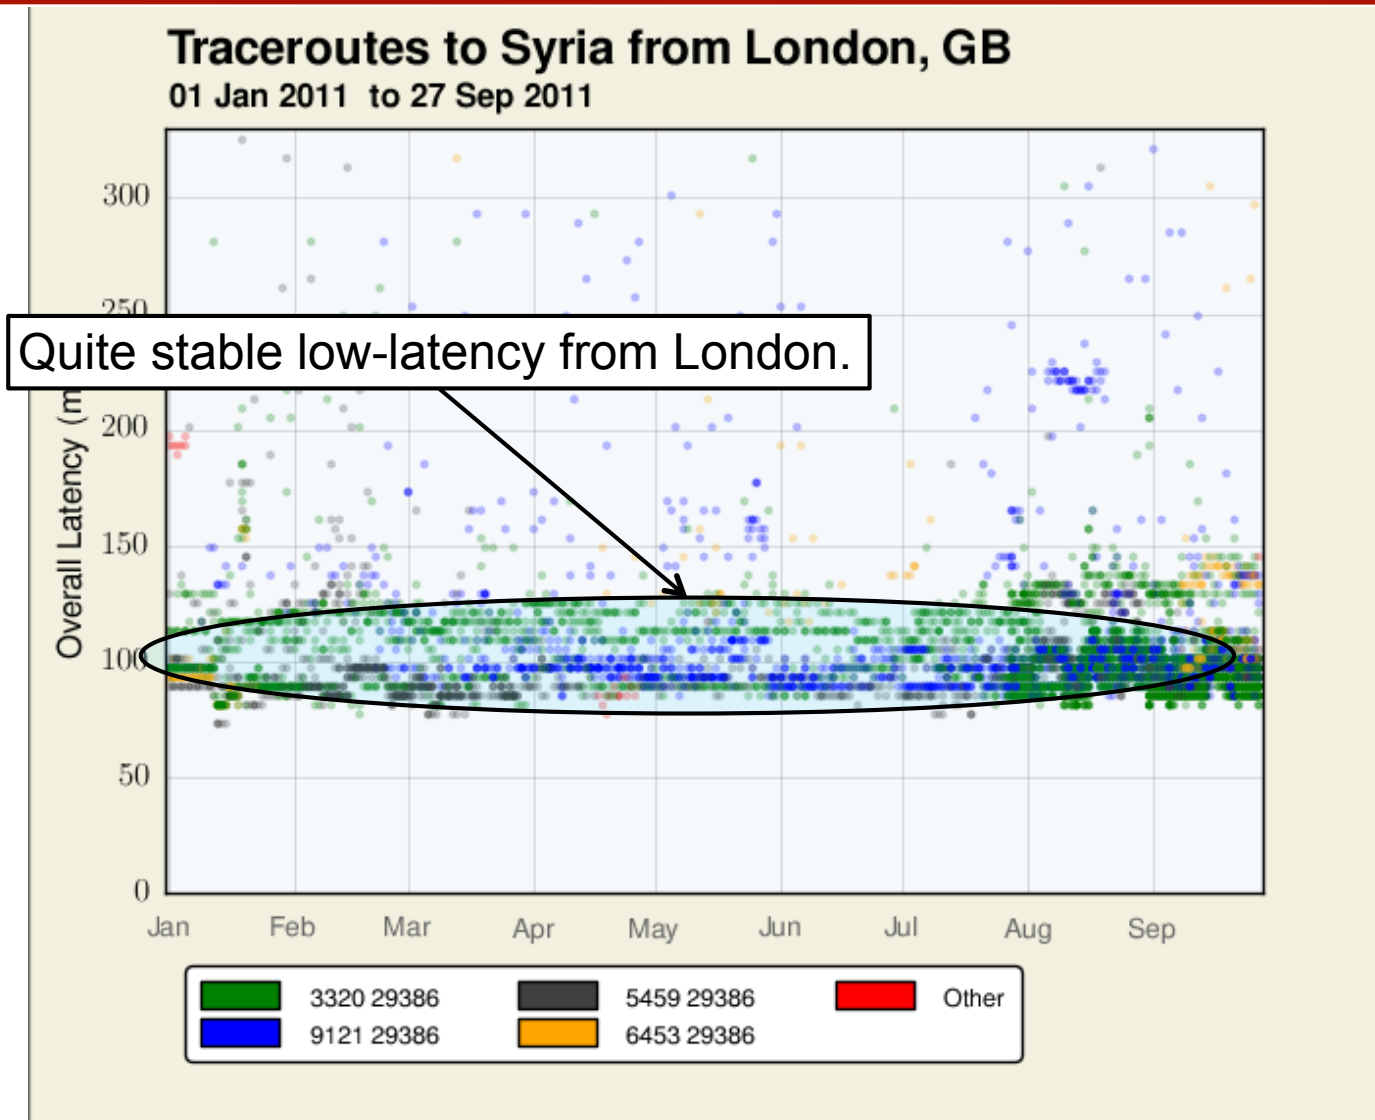 Traceroutes to Syria from London, GB
01 Jan 2011 to 27 Sep 2011
300
250
Quite stable low-latency from London.
Overall Latency (m
200
150
100
50
0
Jan Feb Mar Apr May Jun Jul Aug Sep
3320 29386 5459 29386 Other
9121 29386 6453 29386